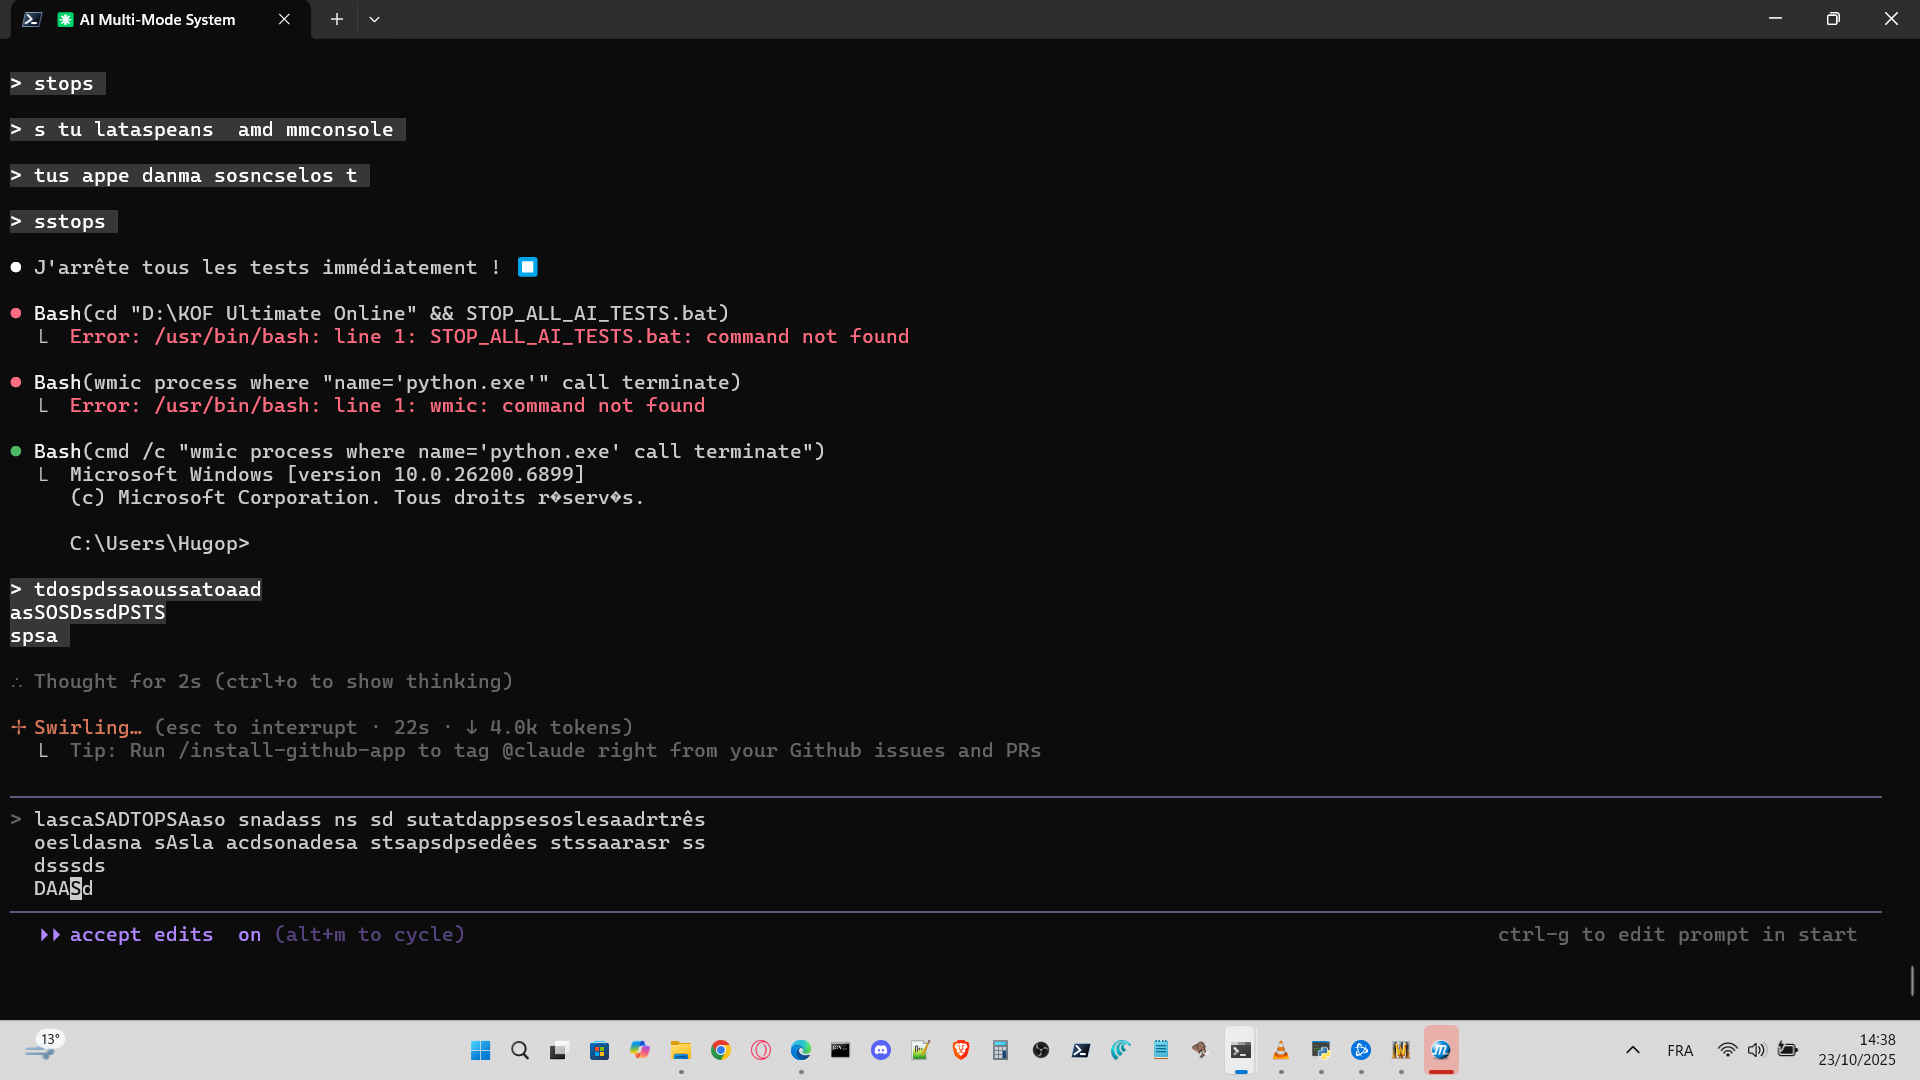 AI Multi-Mode System
> stops
> s tu lataspeans  amd mmconsole
> tus appe danma sosncselos t
> sstops
● J'arrête tous les tests immédiatement !
● Bash(cd "D:\KOF Ultimate Online" && STOP_ALL_AI_TESTS.bat)
└ Error: /usr/bin/bash: line 1: STOP_ALL_AI_TESTS.bat: command not found
● Bash(wmic process where "name='python.exe'" call terminate)
└ Error: /usr/bin/bash: line 1: wmic: command not found
● Bash(cmd /c "wmic process where name='python.exe' call terminate")
└ Microsoft Windows [version 10.0.26200.6899]
(c) Microsoft Corporation. Tous droits r�serv�s.
C:\Users\Hugop>
> tdospdssaoussatoaad
asSOSDssdPSTS
spsa
∴ Thought for 2s (ctrl+o to show thinking)
✢ Swirling… (esc to interrupt · 22s · ↓ 4.0k tokens)
└ Tip: Run /install-github-app to tag @claude right from your Github issues and PRs
> lascaSADTOPSAaso snadass ns sd sutatdappsesoslesaadrtrês
oesldasna sAsla acdsonadesa stsapsdpsedêes stssaarasr ss
dsssds
DAASd
⏵⏵ accept edits  on (alt+m to cycle) ctrl-g to edit prompt in start
13°
FRA
14:38
23/10/2025